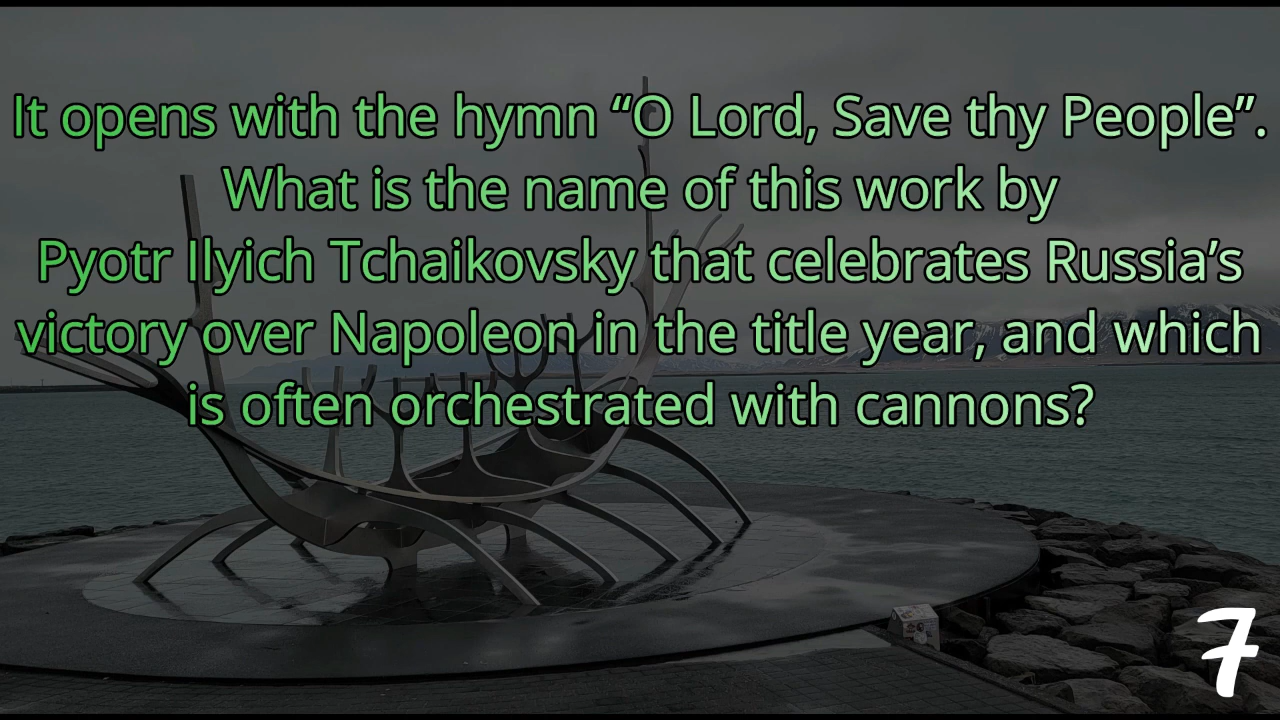 It opens with the hymn “O Lord, Save thy People”.
What is the name of this work by
Pyotr Ilyich Tchaikovsky that celebrates Russia’s
victory over Napoleon in the title year, and which
is often orchestrated with cannons?
7